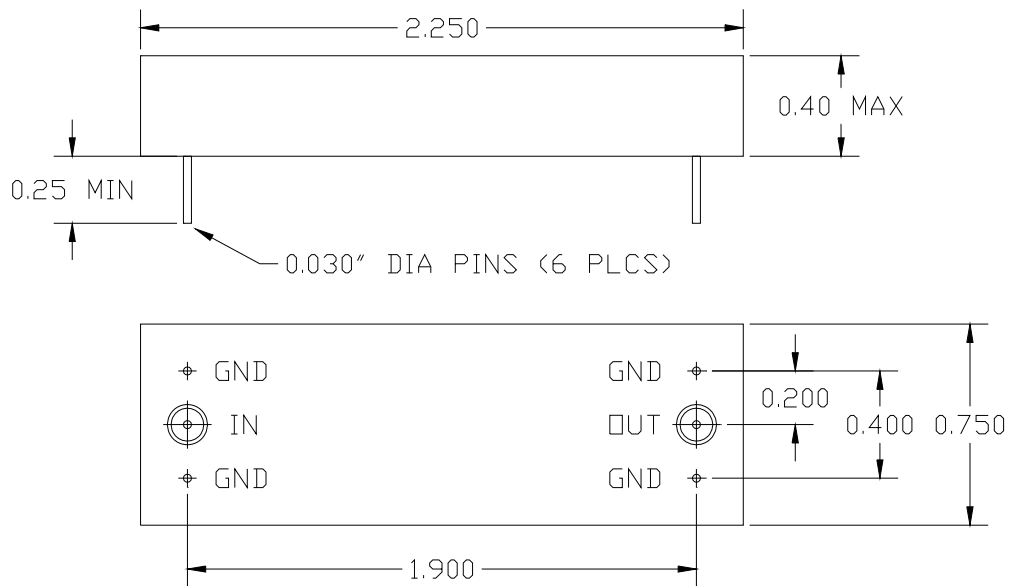 2.250
0.40 MAX
0.25 MIN
0.030" DIA PINS (6 PLCS)
GND GND
0.200
IN OUT 0.400 0.750
GND GND
1.900